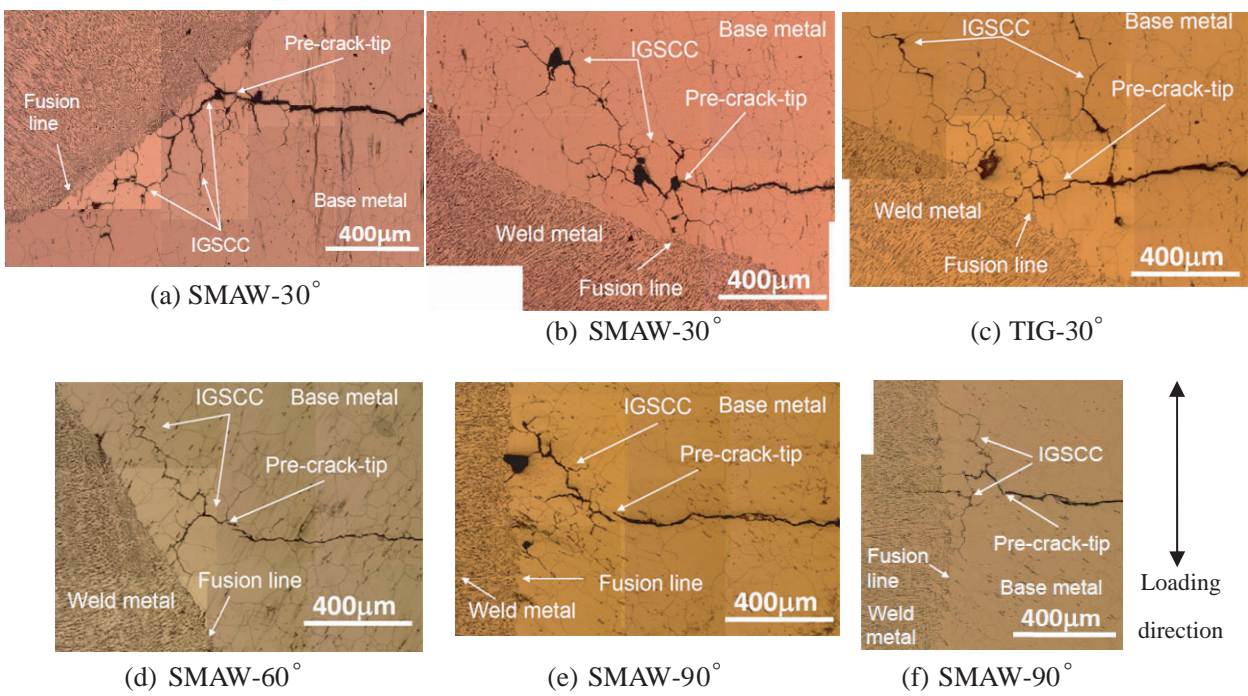 Pre-crack-tip
Fusion
line
Base metal
IGSCC
400µm
(a) SMAW-30°
Base metal
IGSCC
Pre-crack-tip
Weld metal
Fusion line
400µm
(b) SMAW-30°
IGSCC
Base metal
Pre-crack-tip
Weld metal
Fusion line
400µm
(c) TIG-30°
IGSCC
Base metal
Pre-crack-tip
Fusion line
Weld metal
400µm
(d) SMAW-60°
IGSCC
Base metal
Pre-crack-tip
Fusion line
Weld metal
400µm
(e) SMAW-90°
IGSCC
Pre-crack-tip
Fusion
line
Base metal
Weld
metal
400µm
(f) SMAW-90°
Loading
direction